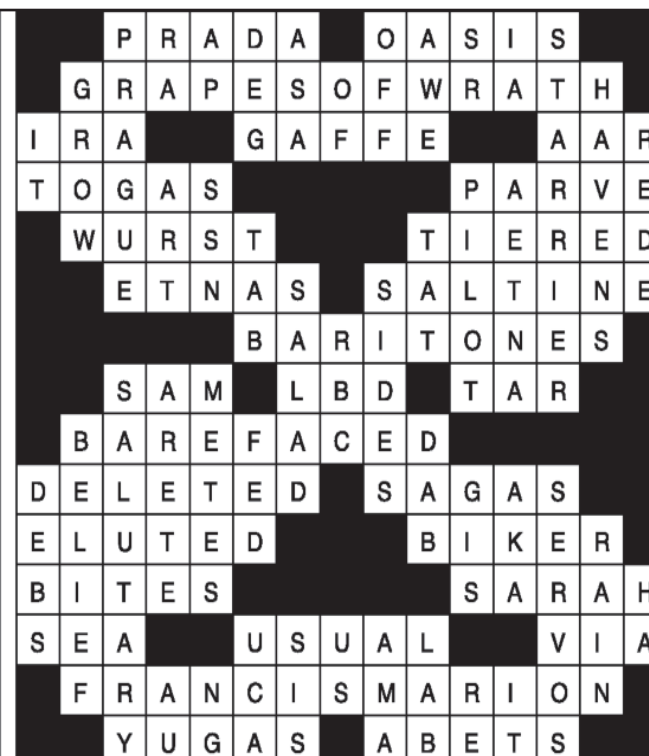 PRADA OASIS
GRAPESOFWRATH
IRA GAFFE AAR
TOGAS PARVE
WURST TIERED
ETNAS SALTINE
BARITONES
SAM LBD TAR
BAREFACED
DELETED SAGAS
ELUTED BIKER
BITES SARAH
SEA USUAL VIA
FRANCISMARION
YUGAS ABETS